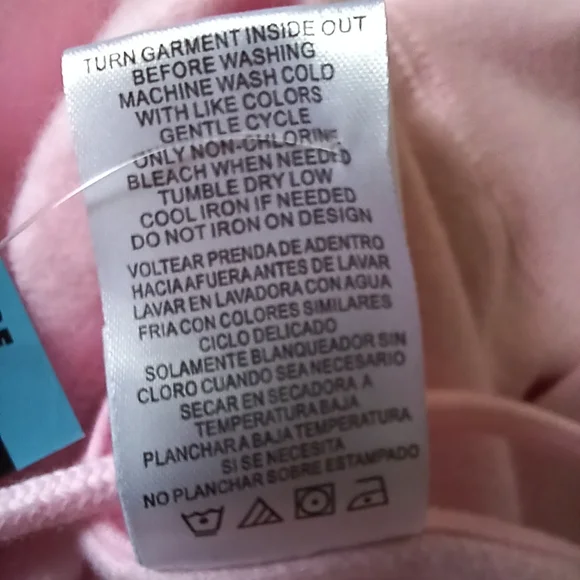 TURN GARMENT INSIDE OUT
BEFORE WASHING
MACHINE WASH COLD
WITH LIKE COLORS
GENTLE CYCLE
ONLY NON-CHLORINE
BLEACH WHEN NEEDED
TUMBLE DRY LOW
COOL IRON IF NEEDED
DO NOT IRON ON DESIGN
VOLTEAR PRENDA DE ADENTRO
HACIA AFUERA ANTES DE LAVAR
LAVAR EN LAVADORA CON AGUA
FRIA CON COLORES SIMILARES
CICLO DELICADO
SOLAMENTE BLANQUEADOR SIN
CLORO CUANDO SEA NECESARIO
SECAR EN SECADORA A
TEMPERATURA BAJA
PLANCHAR A BAJA TEMPERATURA
SI SE NECESITA
NO PLANCHAR SOBRE ESTAMPADO